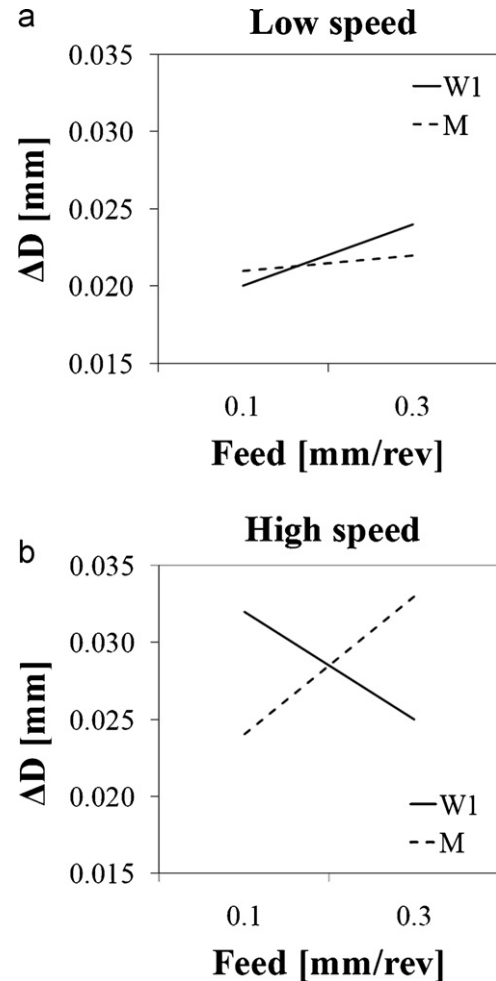 a
Low speed
0.035
0.030
0.025
0.020
0.015
ΔD [mm]
W1
M
0.1 0.3
Feed [mm/rev]
b
High speed
0.035
0.030
0.025
0.020
0.015
ΔD [mm]
W1
M
0.1 0.3
Feed [mm/rev]